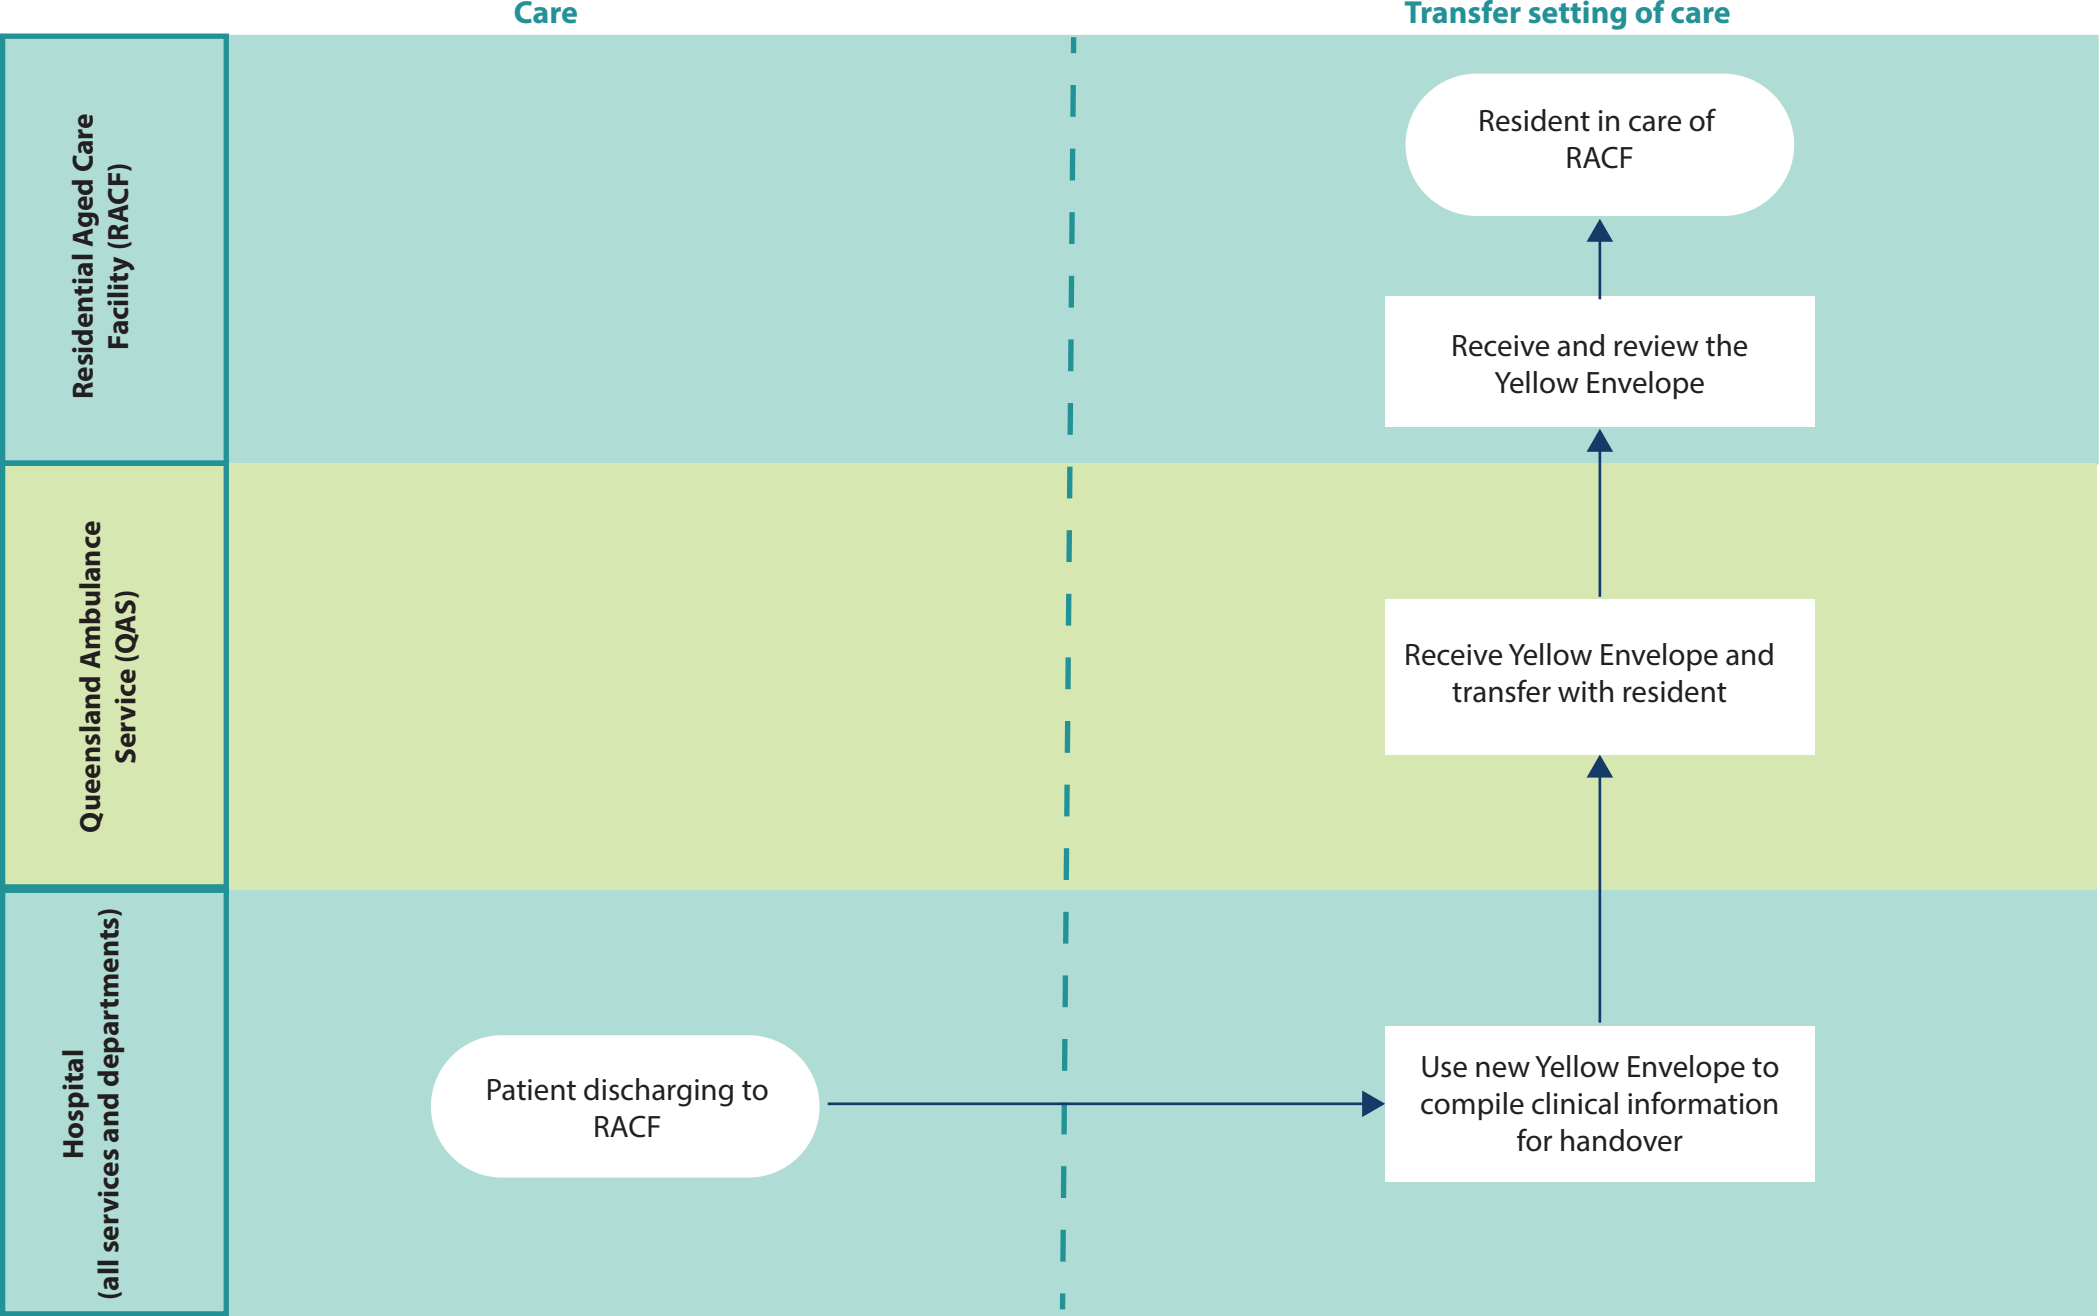 Care
Transfer setting of care
Residential Aged Care
Facility (RACF)
Resident in care of
RACF
Receive and review the
Yellow Envelope
Queensland Ambulance
Service (QAS)
Receive Yellow Envelope and
transfer with resident
Hospital
(all services and departments)
Patient discharging to
RACF
Use new Yellow Envelope to
compile clinical information
for handover